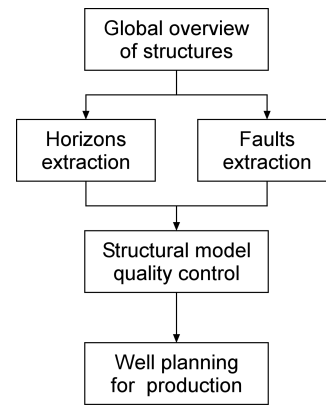 Global overview
of structures
Horizons
extraction
Faults
extraction
Structural model
quality control
Well planning
for production